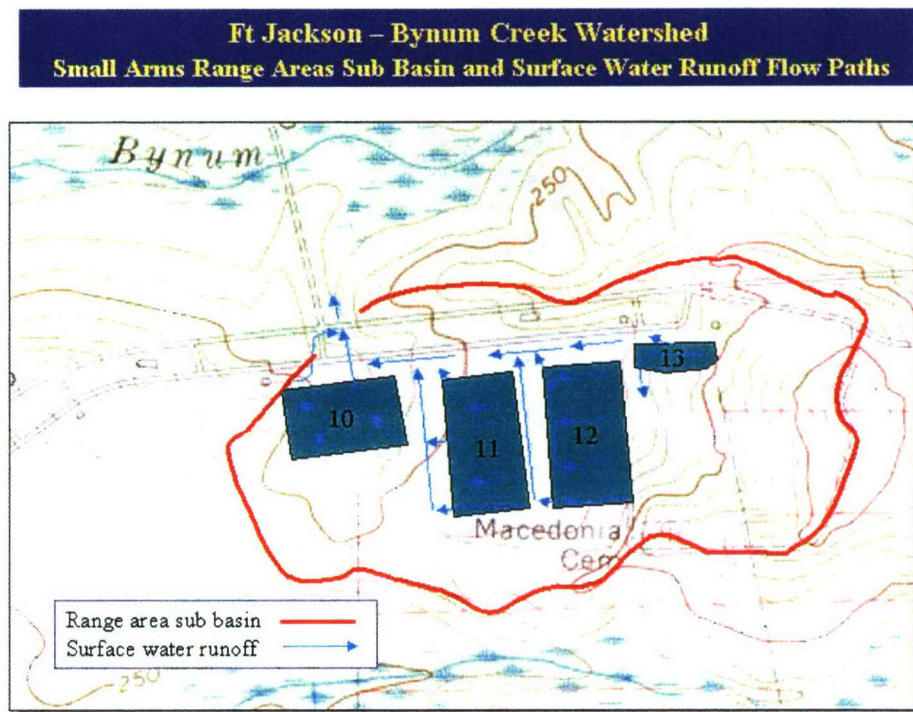 Ft Jackson – Bynum Creek Watershed
Small Arms Range Areas Sub Basin and Surface Water Runoff Flow Paths
Bynum
250
13
10
11
12
Macedonia
Cem
Range area sub basin
Surface water runoff
250